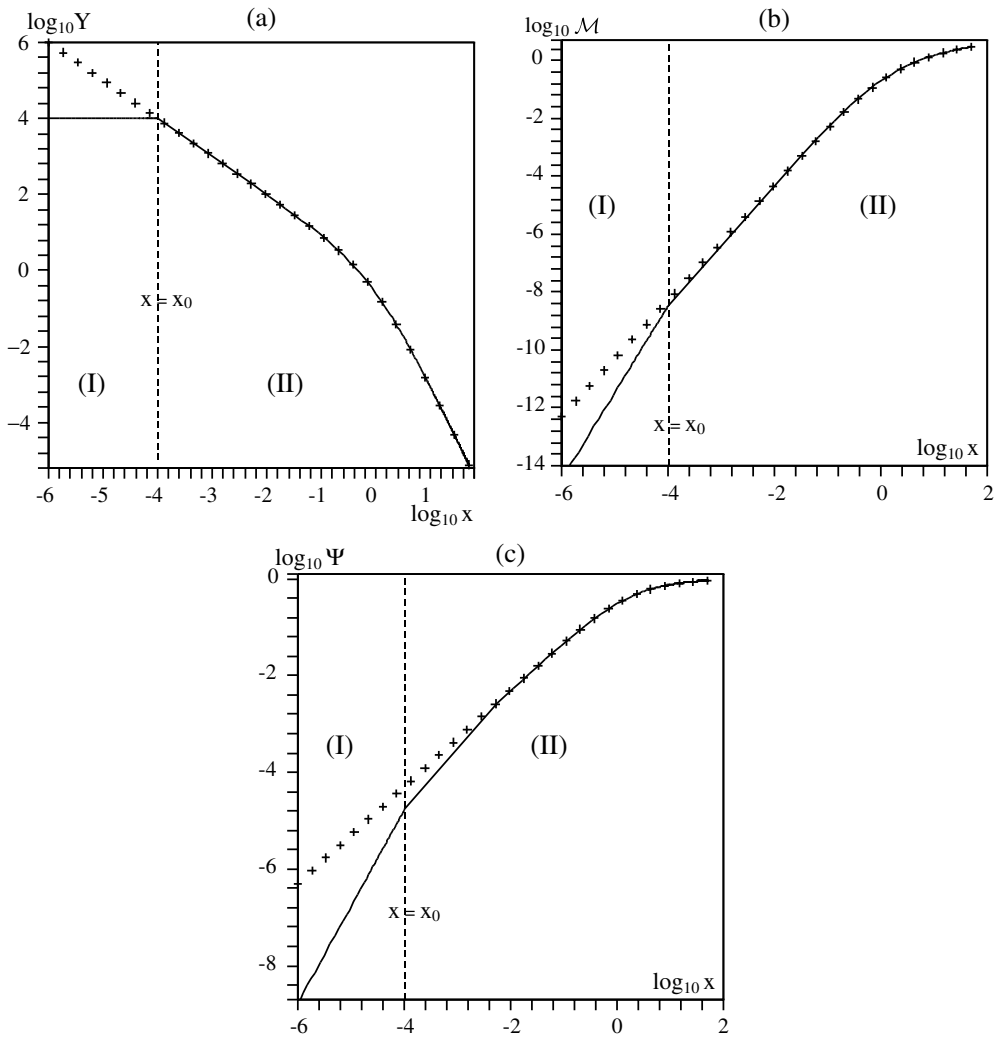 (a)
log10 Y
6
4
2
0
−2
−4
(I)
(II)
x = x0
-6 -5 -4 -3 -2 -1 0 1
log10 x
(b)
log10 ℳ
0
-2
-4
-6
-8
-10
-12
-14
(I)
(II)
x = x0
log10 x
-6 -4 -2 0 2
(c)
log10 Ψ
0
-2
-4
-6
-8
(I)
(II)
x = x0
log10 x
-6 -4 -2 0 2